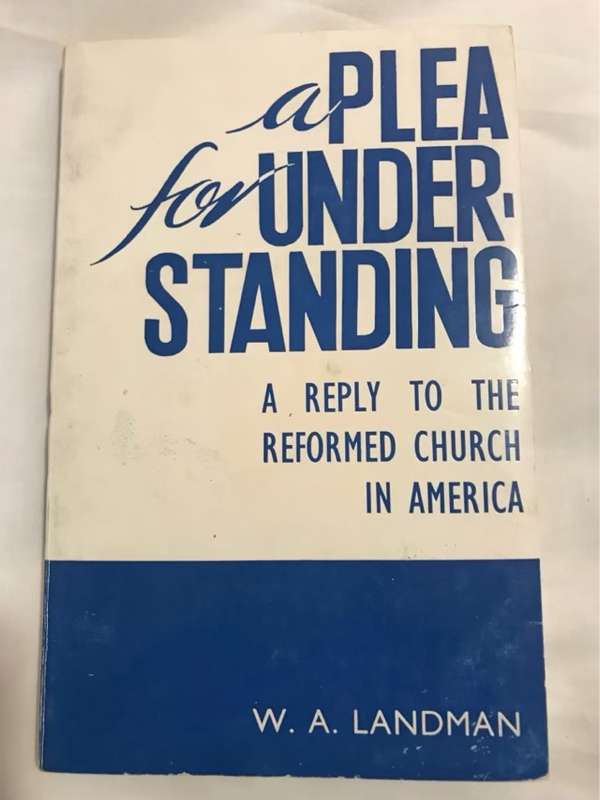 a PLEA
for UNDER-
STANDING
A REPLY TO THE
REFORMED CHURCH
IN AMERICA
W. A. LANDMAN